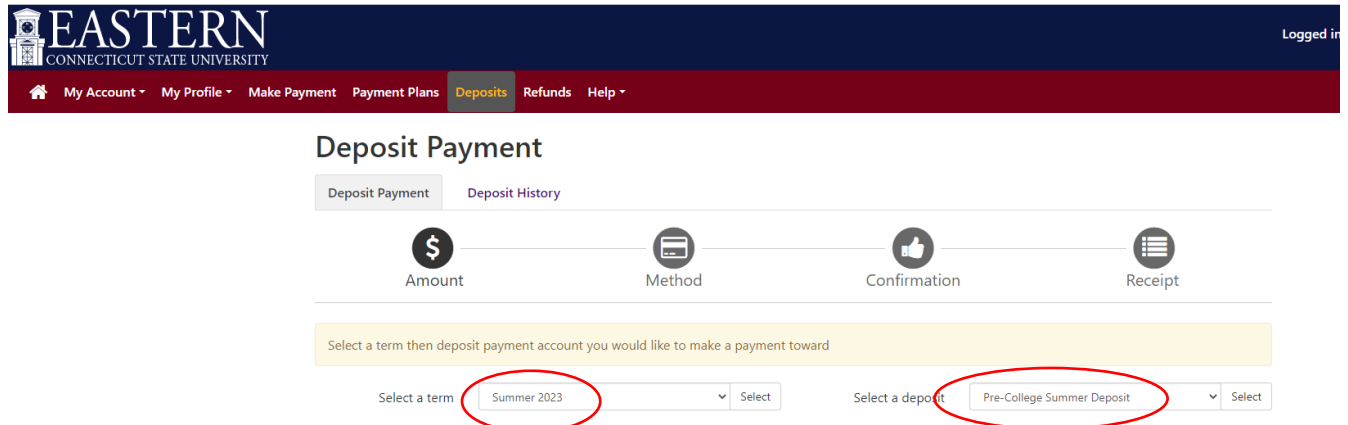 EASTERN
CONNECTICUT STATE UNIVERSITY
Logged in
My Account My Profile Make Payment Payment Plans Deposits Refunds Help
Deposit Payment
Deposit Payment Deposit History
$
Amount Method Confirmation Receipt
Select a term then deposit payment account you would like to make a payment toward
Select a term Summer 2023 Select Select a deposit Pre-College Summer Deposit Select